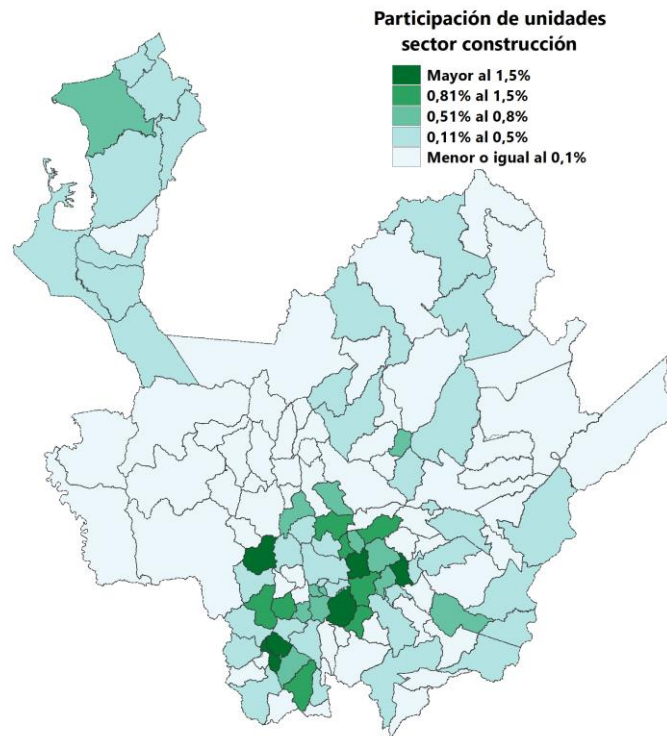 Participación de unidades
sector construcción
Mayor al 1,5%
0,81% al 1,5%
0,51% al 0,8%
0,11% al 0,5%
Menor o igual al 0,1%